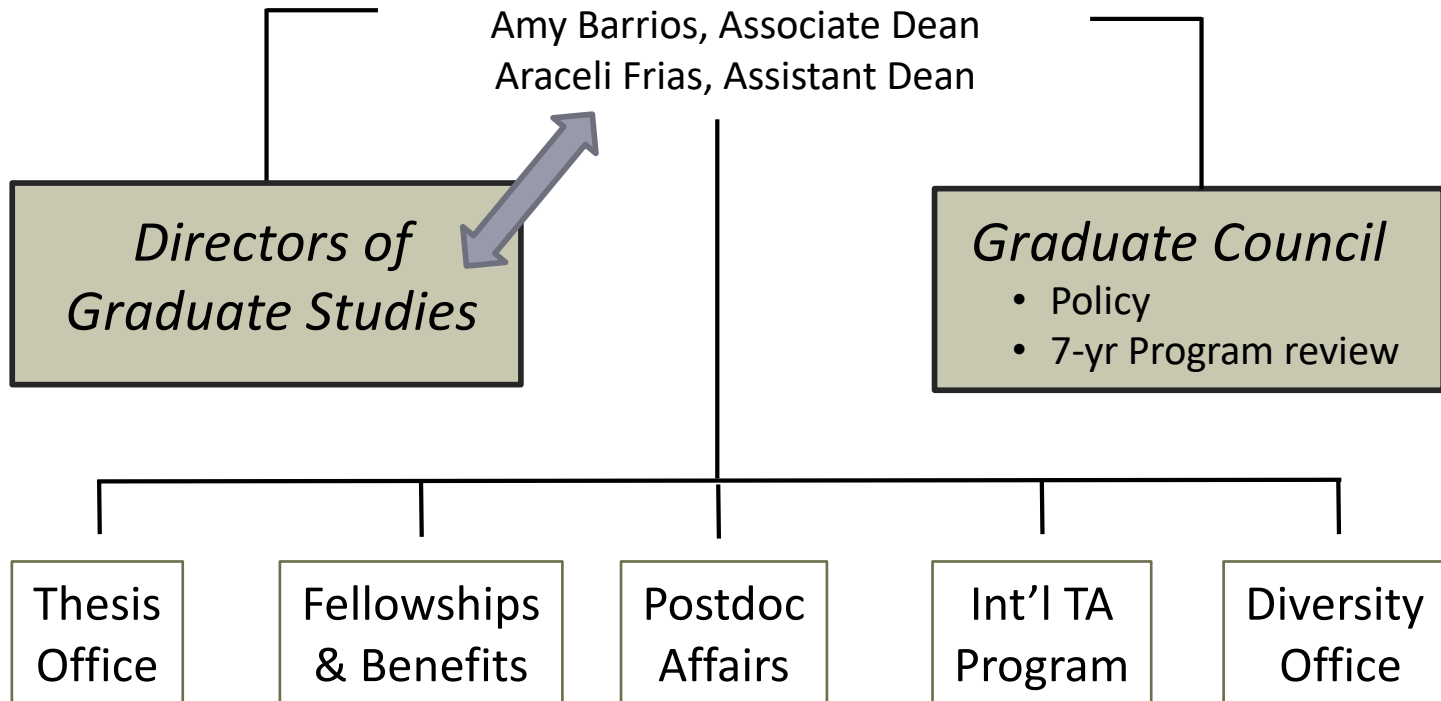 Amy Barrios, Associate Dean
Araceli Frias, Assistant Dean
Directors of
Graduate Studies
Graduate Council
• Policy
• 7-yr Program review
Thesis
Office
Fellowships
& Benefits
Postdoc
Affairs
Int’l TA
Program
Diversity
Office